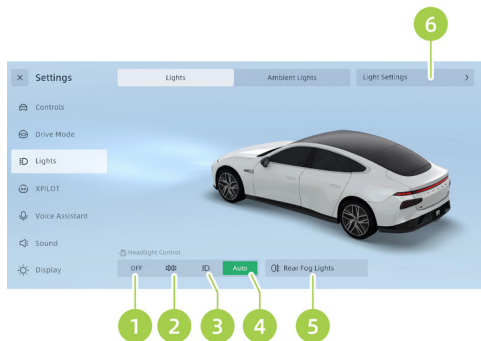 6
Settings
Lights
Ambient Lights
Light Settings
Controls
Drive Mode
Lights
XPILOT
Voice Assistant
Sound
Display
Headlight Control
OFF
Auto
Rear Fog Lights
1
2
3
4
5